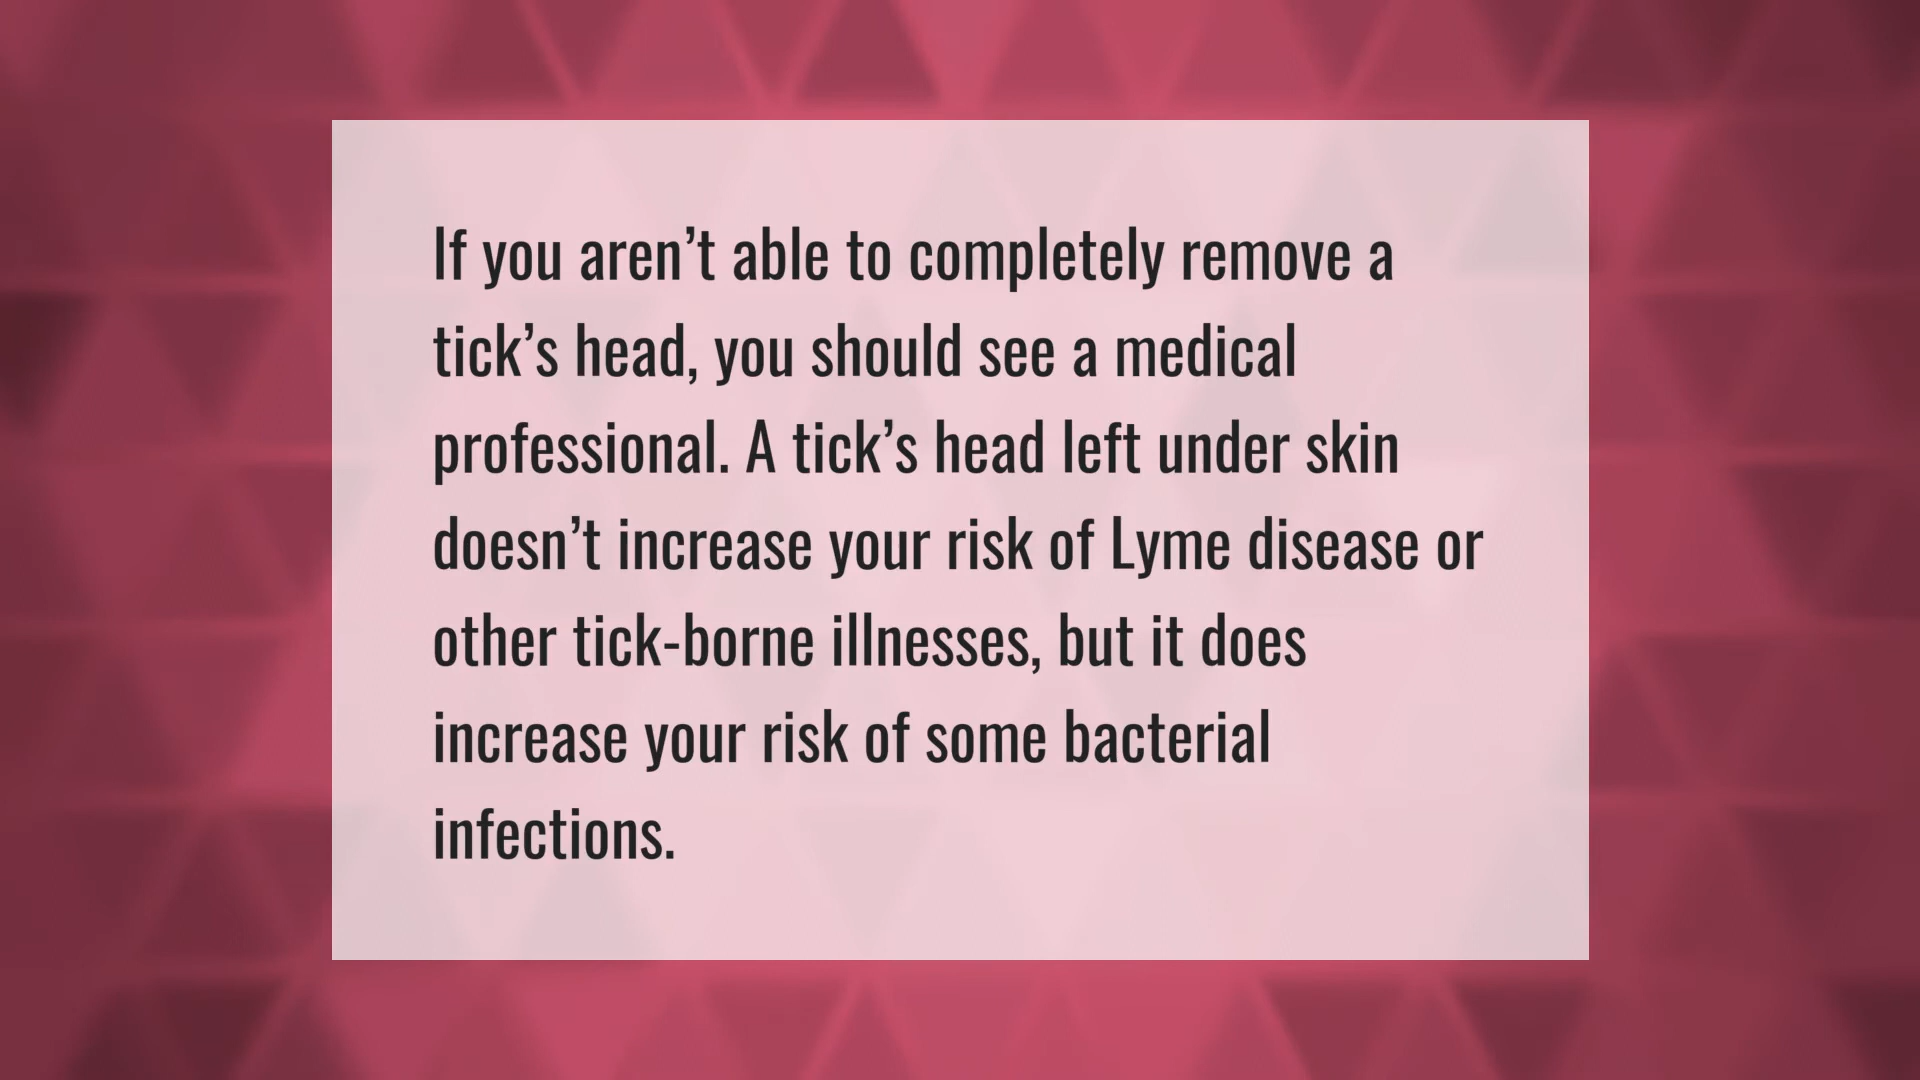 If you aren’t able to completely remove a
tick’s head, you should see a medical
professional. A tick’s head left under skin
doesn’t increase your risk of Lyme disease or
other tick-borne illnesses, but it does
increase your risk of some bacterial
infections.